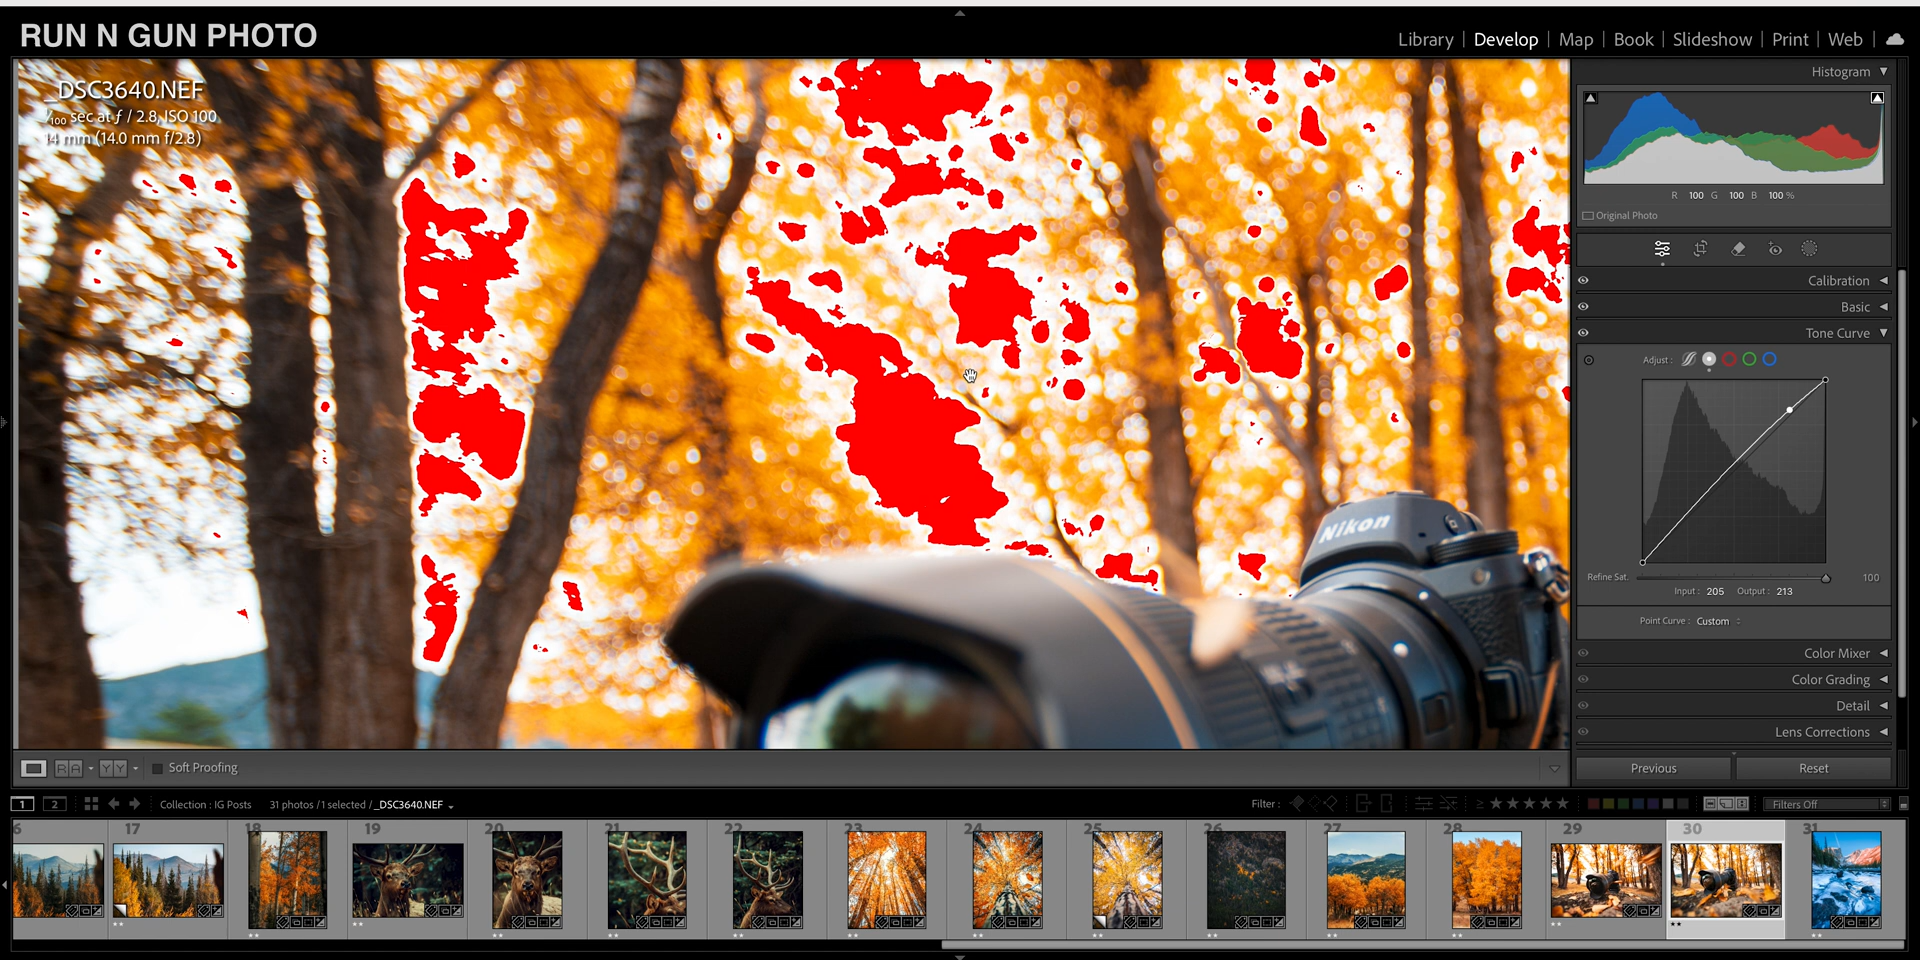 RUN N GUN PHOTO
Library | Develop | Map | Book | Slideshow | Print | Web |
_DSC3640.NEF
1/100 sec at ƒ / 2.8, ISO 100
14 mm (14.0 mm f/2.8)
Nikon
Histogram
R 100 G 100 B 100 %
Original Photo
Calibration
Basic
Tone Curve
Adjust :
Refine Sat. 100
Input : 205 Output : 213
Point Curve : Custom
Color Mixer
Color Grading
Detail
Lens Corrections
Previous Reset
R A Y Y Soft Proofing
1 2 Collection : IG Posts 31 photos / 1 selected / _DSC3640.NEF Filter : ≥ ★★★★★ Filters Off
6 17 18 19 20 21 22 23 24 25 26 27 28 29 30 31